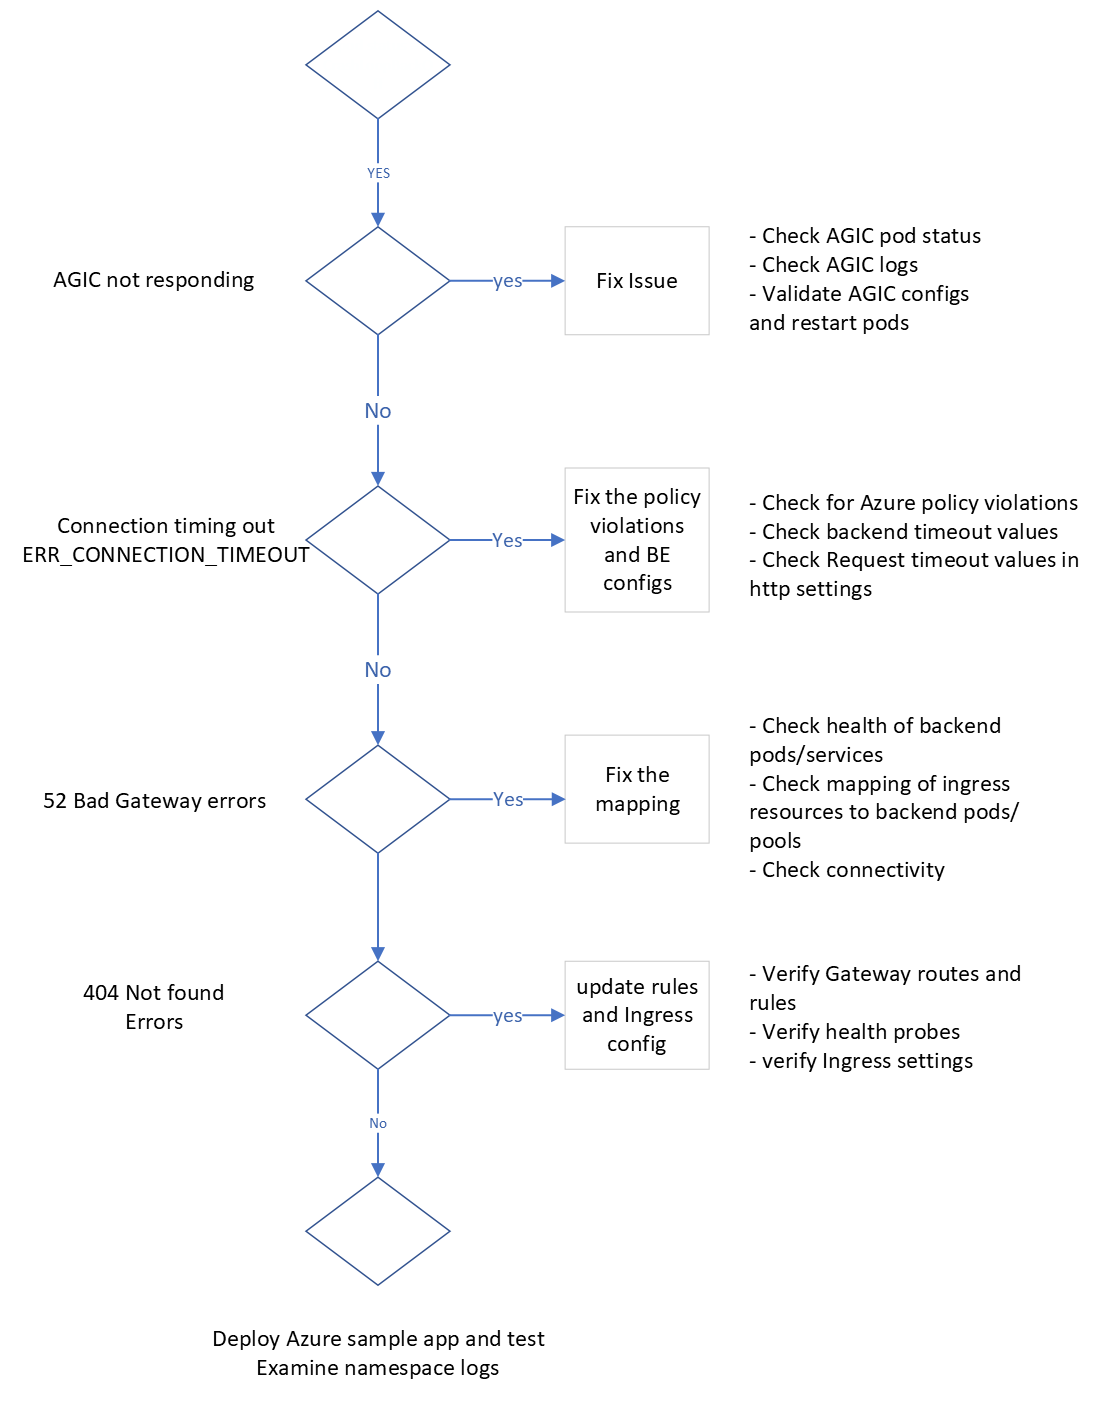 YES
AGIC not responding
yes
Fix Issue
- Check AGIC pod status
- Check AGIC logs
- Validate AGIC configs
and restart pods
No
Connection timing out
ERR_CONNECTION_TIMEOUT
Yes
Fix the policy
violations
and BE
configs
- Check for Azure policy violations
- Check backend timeout values
- Check Request timeout values in
http settings
No
52 Bad Gateway errors
Yes
Fix the
mapping
- Check health of backend
pods/services
- Check mapping of ingress
resources to backend pods/
pools
- Check connectivity
404 Not found
Errors
yes
update rules
and Ingress
config
- Verify Gateway routes and
rules
- Verify health probes
- verify Ingress settings
No
Deploy Azure sample app and test
Examine namespace logs